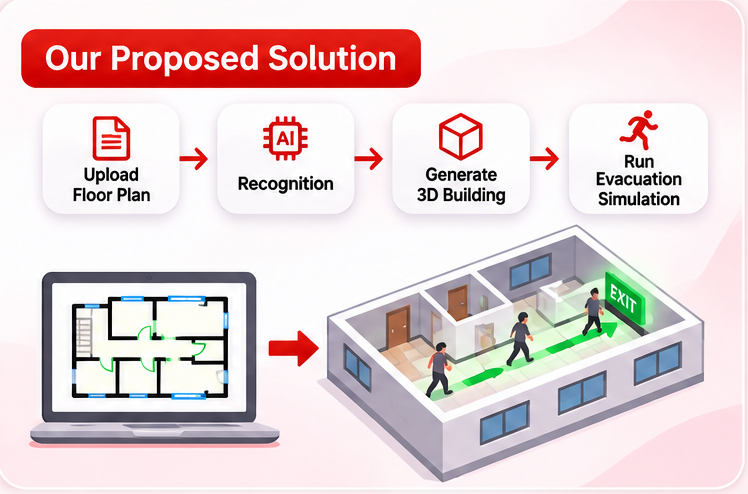 Our Proposed Solution
Upload
Floor Plan
AI
Recognition
Generate
3D Building
Run
Evacuation
Simulation
EXIT